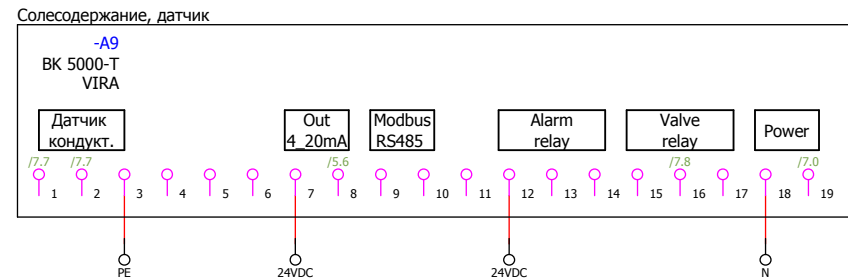 Солесодержание, датчик
-A9
BK 5000-T
VIRA
Датчик кондукт.
Out 4_20mA
Modbus RS485
Alarm relay
Valve relay
Power
/7.7 /7.7 /5.6 /7.8 /7.0
1 2 3 4 5 6 7 8 9 10 11 12 13 14 15 16 17 18 19
PE 24VDC 24VDC N